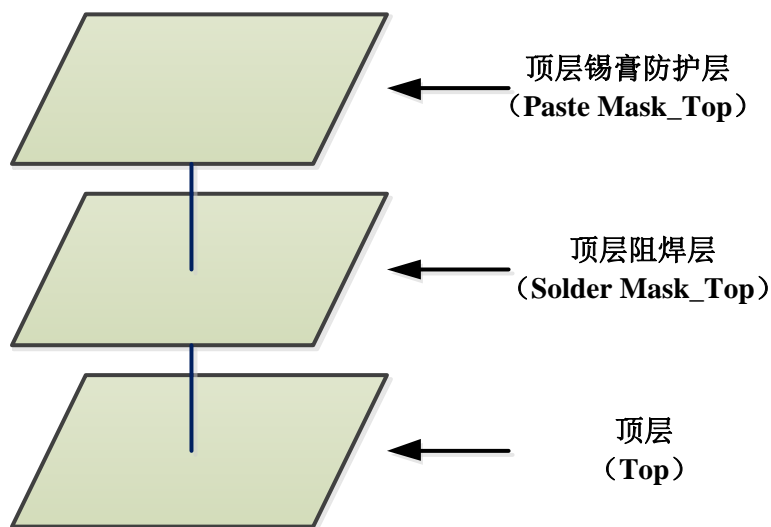 顶层锡膏防护层
（Paste Mask_Top）
顶层阻焊层
（Solder Mask_Top）
顶层
（Top）